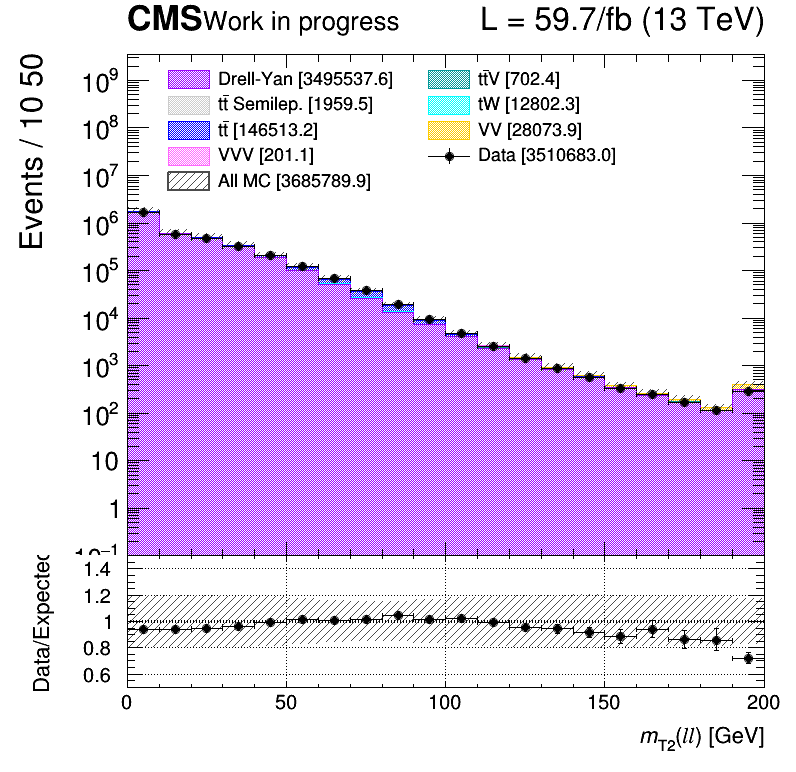 CMS Work in progress L = 59.7/fb (13 TeV)
Events / 10 50
Drell-Yan [3495537.6]
tt̄ Semilep. [1959.5]
tt̄ [146513.2]
VVV [201.1]
All MC [3685789.9]
tt̄V [702.4]
tW [12802.3]
VV [28073.9]
Data [3510683.0]
10⁹
10⁸
10⁷
10⁶
10⁵
10⁴
10³
10²
10
1
10⁻¹
Data/Expected
1.4
1.2
1
0.8
0.6
0 50 100 150 200
m_T2(ll) [GeV]